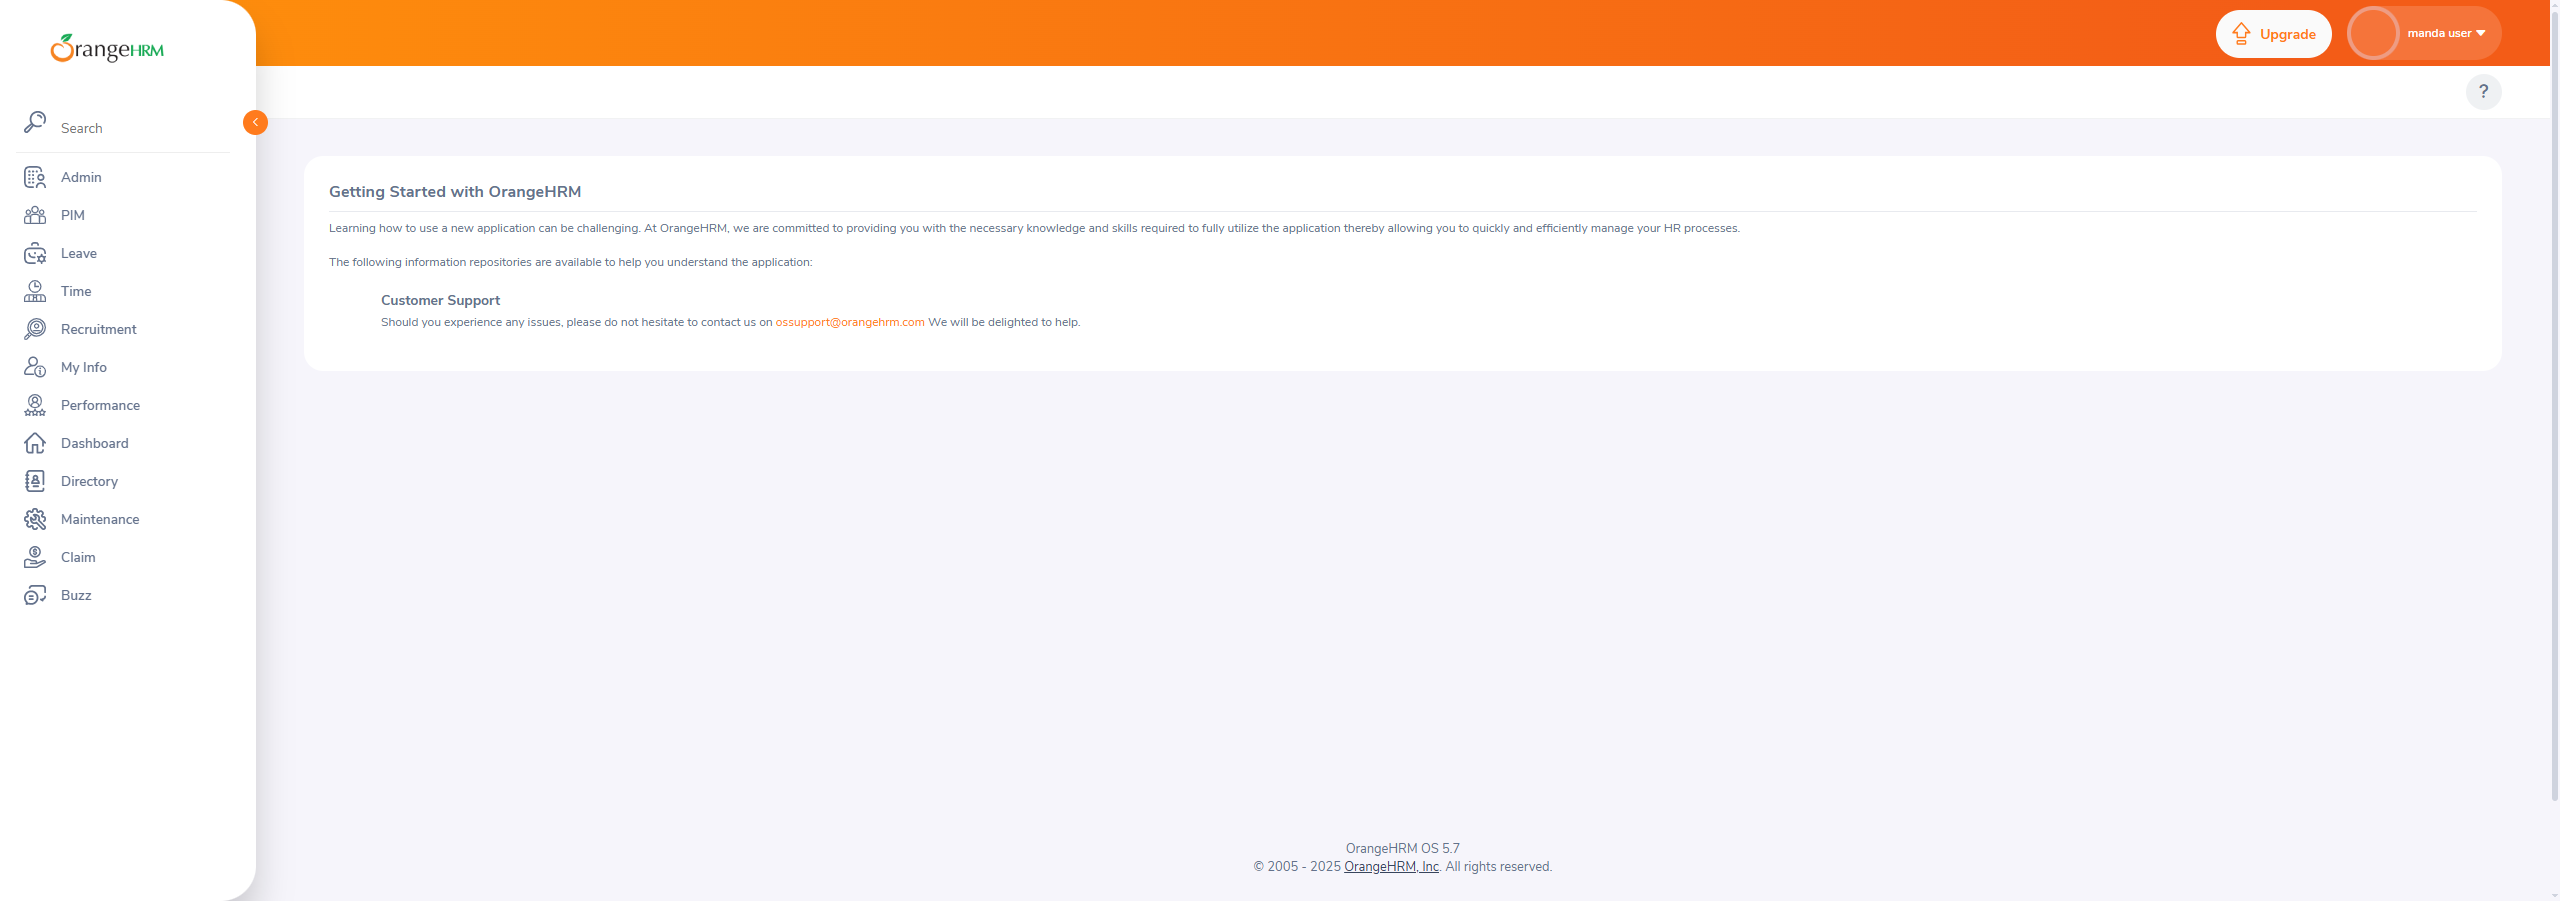 OrangeHRM
Upgrade
manda user
?
Search
Admin
PIM
Leave
Time
Recruitment
My Info
Performance
Dashboard
Directory
Maintenance
Claim
Buzz
Getting Started with OrangeHRM
Learning how to use a new application can be challenging. At OrangeHRM, we are committed to providing you with the necessary knowledge and skills required to fully utilize the application thereby allowing you to quickly and efficiently manage your HR processes.
The following information repositories are available to help you understand the application:
Customer Support
Should you experience any issues, please do not hesitate to contact us on ossupport@orangehrm.com We will be delighted to help.
OrangeHRM OS 5.7
© 2005 - 2025 OrangeHRM, Inc. All rights reserved.